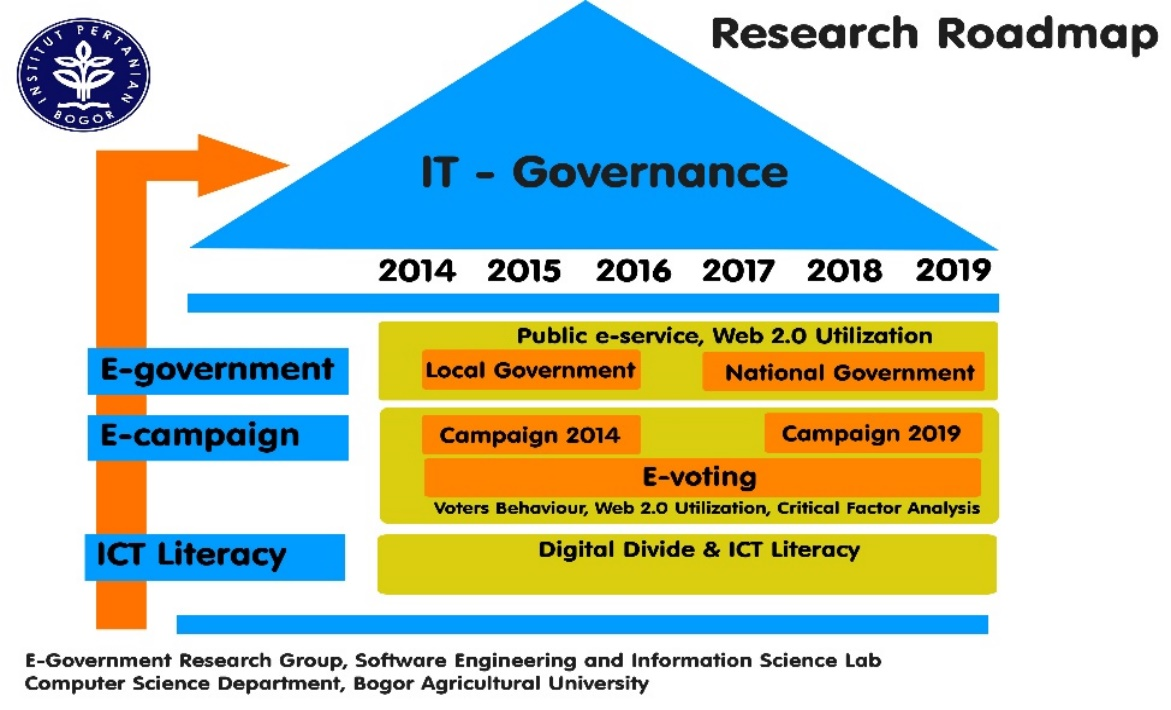 INSTITUT PERTANIAN BOGOR
Research Roadmap
IT - Governance
2014 2015 2016 2017 2018 2019
Public e-service, Web 2.0 Utilization
E-government
Local Government
National Government
E-campaign
Campaign 2014
Campaign 2019
E-voting
Voters Behaviour, Web 2.0 Utilization, Critical Factor Analysis
ICT Literacy
Digital Divide & ICT Literacy
E-Government Research Group, Software Engineering and Information Science Lab
Computer Science Department, Bogor Agricultural University